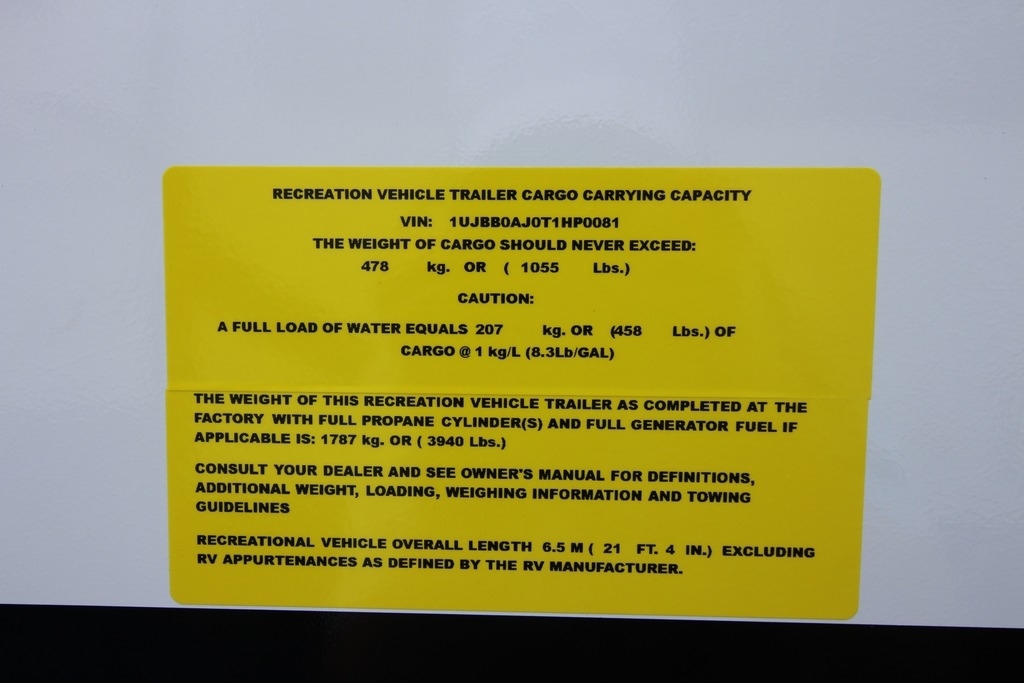 RECREATION VEHICLE TRAILER CARGO CARRYING CAPACITY
VIN: 1UJBB0AJ0T1HP0081
THE WEIGHT OF CARGO SHOULD NEVER EXCEED:
478 kg. OR ( 1055 Lbs.)
CAUTION:
A FULL LOAD OF WATER EQUALS 207 kg. OR (458 Lbs.) OF
CARGO @ 1 kg/L (8.3Lb/GAL)
THE WEIGHT OF THIS RECREATION VEHICLE TRAILER AS COMPLETED AT THE
FACTORY WITH FULL PROPANE CYLINDER(S) AND FULL GENERATOR FUEL IF
APPLICABLE IS: 1787 kg. OR ( 3940 Lbs.)
CONSULT YOUR DEALER AND SEE OWNER'S MANUAL FOR DEFINITIONS,
ADDITIONAL WEIGHT, LOADING, WEIGHING INFORMATION AND TOWING
GUIDELINES
RECREATIONAL VEHICLE OVERALL LENGTH 6.5 M ( 21 FT. 4 IN.) EXCLUDING
RV APPURTENANCES AS DEFINED BY THE RV MANUFACTURER.